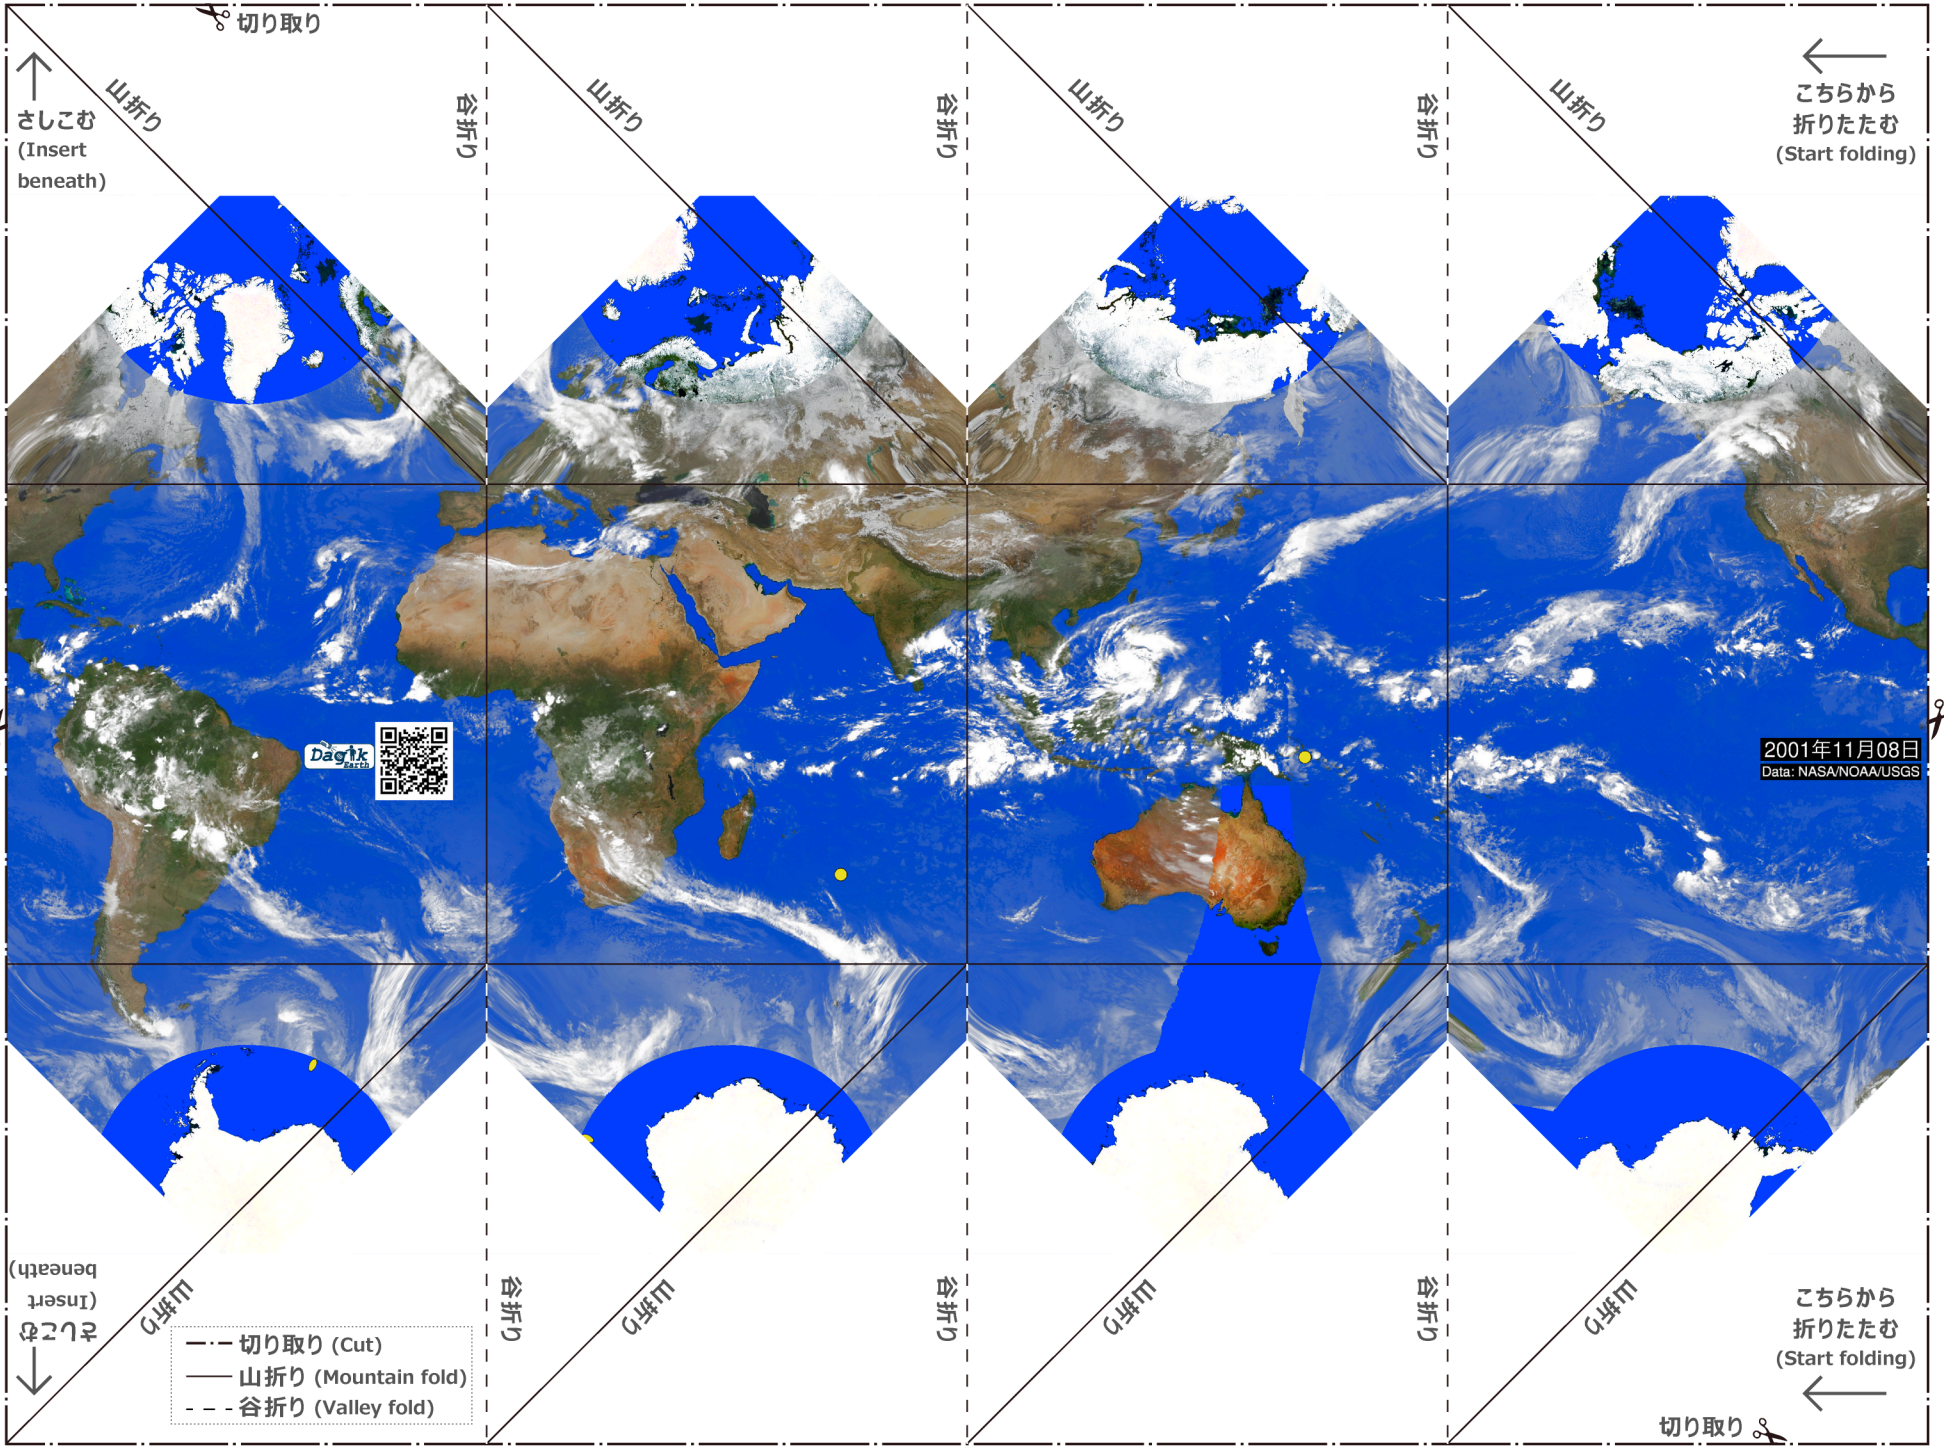 切り取り
山折り
谷折り
山折り
谷折り
山折り
谷折り
山折り
さしこむ
(Insert
beneath)
こちらから
折りたたむ
(Start folding)
Dagik
Earth
2001年11月08日
Data: NASA/NOAA/USGS
さしこむ
(Insert
beneath)
山折り
谷折り
山折り
谷折り
山折り
谷折り
山折り
切り取り (Cut)
山折り (Mountain fold)
谷折り (Valley fold)
こちらから
折りたたむ
(Start folding)
切り取り